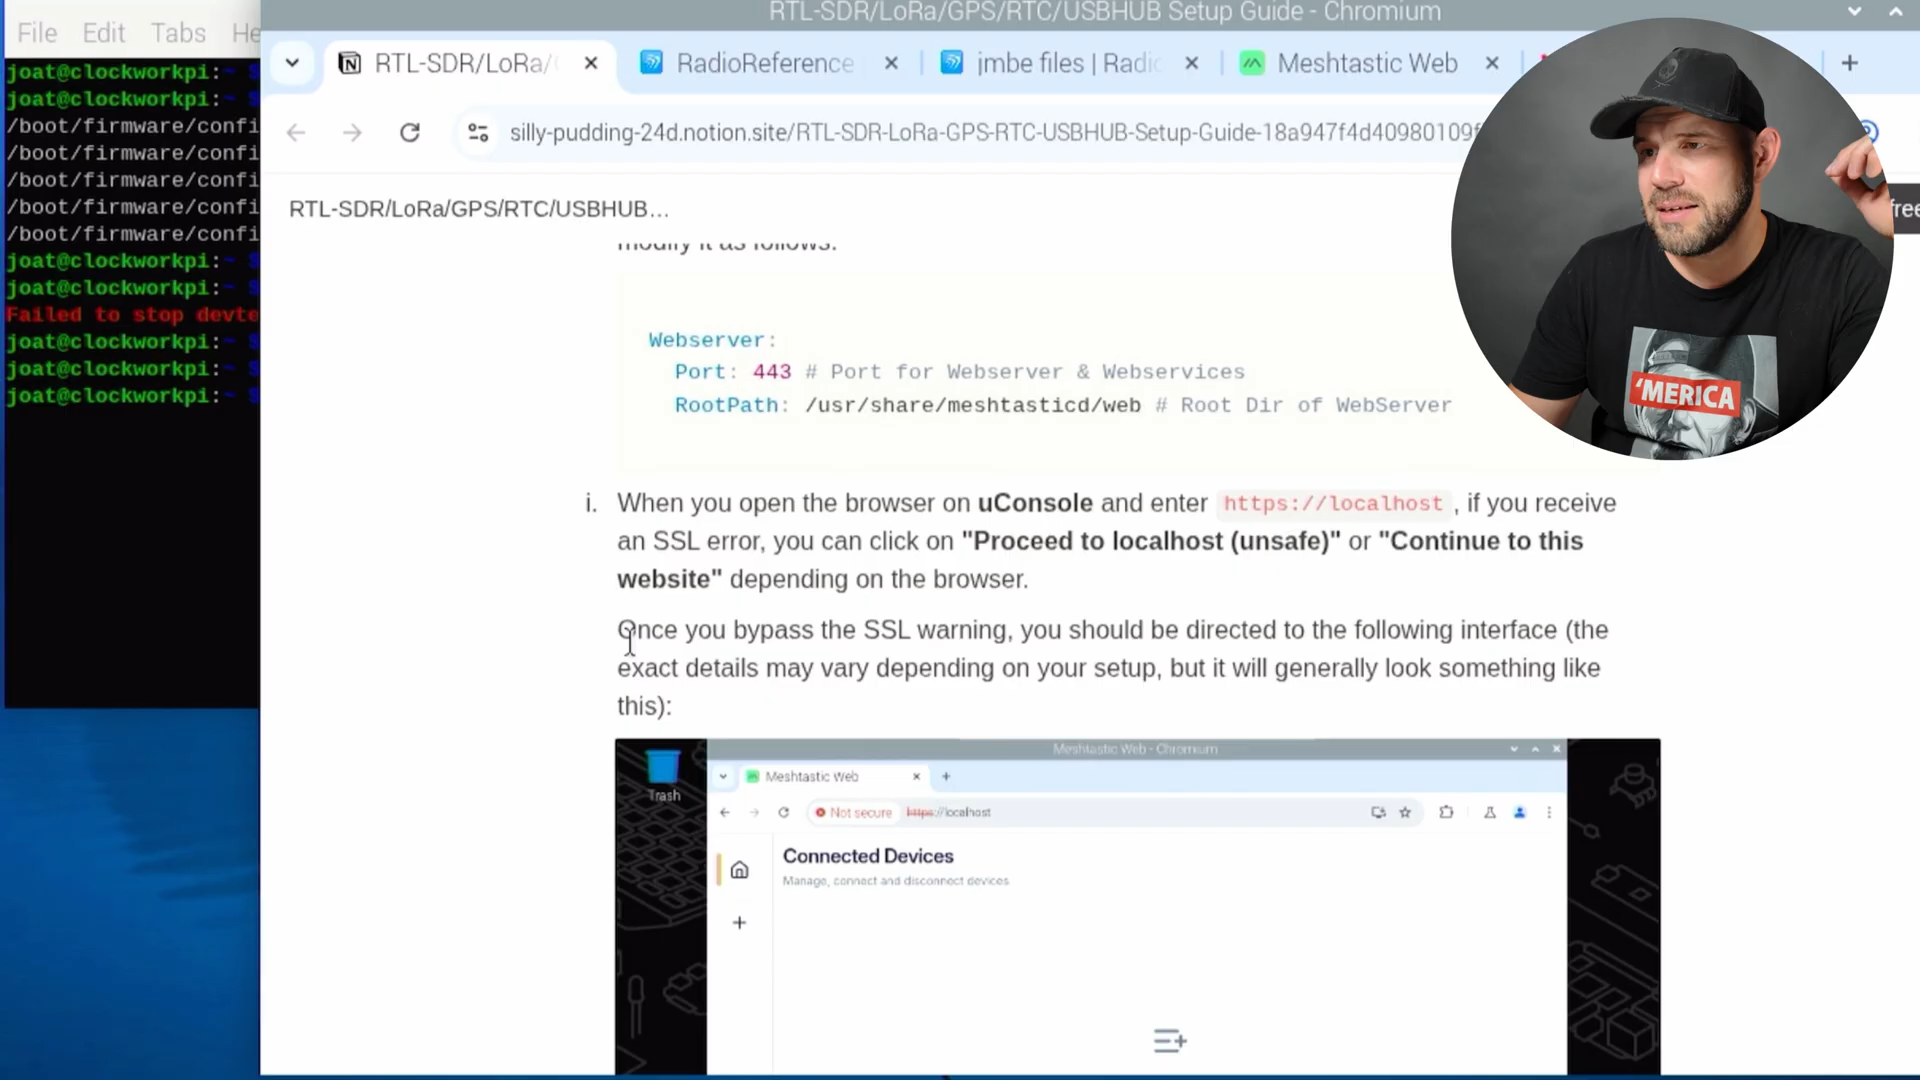 RTL-SDR/LoRa/GPS/RTC/USBHUB Setup Guide - Chromium
File Edit Tabs He
RTL-SDR/LoRa/
RadioReference
jmbe files | Radio
Meshtastic Web
silly-pudding-24d.notion.site/RTL-SDR-LoRa-GPS-RTC-USBHUB-Setup-Guide-18a947f4d40980109f
joat@clockworkpi:~ $
joat@clockworkpi:~ $
/boot/firmware/confi
/boot/firmware/confi
/boot/firmware/confi
/boot/firmware/confi
/boot/firmware/confi
joat@clockworkpi:~ $
joat@clockworkpi:~ $
Failed to stop devte
joat@clockworkpi:~ $
joat@clockworkpi:~ $
joat@clockworkpi:~ $
RTL-SDR/LoRa/GPS/RTC/USBHUB...
free
modify it as follows:
Webserver:
Port: 443 # Port for Webserver & Webservices
RootPath: /usr/share/meshtasticd/web # Root Dir of WebServer
'MERICA
i. When you open the browser on uConsole and enter https://localhost , if you receive
an SSL error, you can click on "Proceed to localhost (unsafe)" or "Continue to this
website" depending on the browser.
Once you bypass the SSL warning, you should be directed to the following interface (the
exact details may vary depending on your setup, but it will generally look something like
this):
Meshtastic Web - Chromium
Trash
Meshtastic Web
Not secure https://localhost
Connected Devices
Manage, connect and disconnect devices